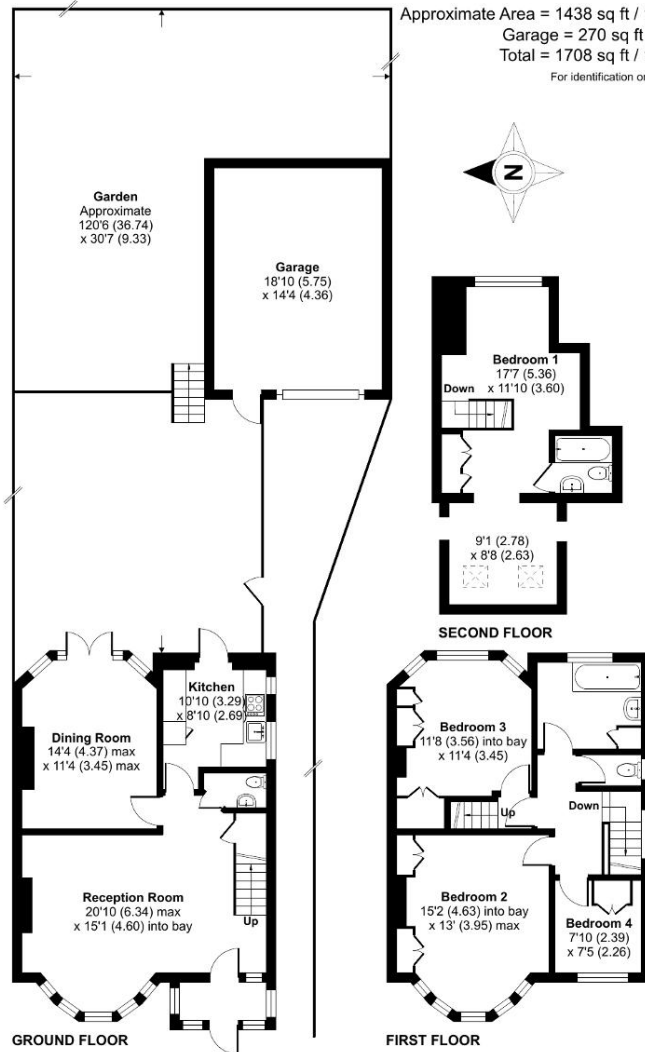 Approximate Area = 1438 sq ft /
Garage = 270 sq ft
Total = 1708 sq ft /
For identification
Garden
Approximate
120'6 (36.74)
x 30'7 (9.33)
Garage
18'10 (5.75)
x 14'4 (4.36)
N
Bedroom 1
17'7 (5.36)
x 11'10 (3.60)
Down
9'1 (2.78)
x 8'8 (2.63)
SECOND FLOOR
Kitchen
10'10 (3.29)
x 8'10 (2.69)
Dining Room
14'4 (4.37) max
x 11'4 (3.45) max
Reception Room
20'10 (6.34) max
x 15'1 (4.60) into bay
Up
GROUND FLOOR
Bedroom 3
11'8 (3.56) into bay
x 11'4 (3.45)
Up
Down
Bedroom 2
15'2 (4.63) into bay
x 13' (3.95) max
Bedroom 4
7'10 (2.39)
x 7'5 (2.26)
FIRST FLOOR